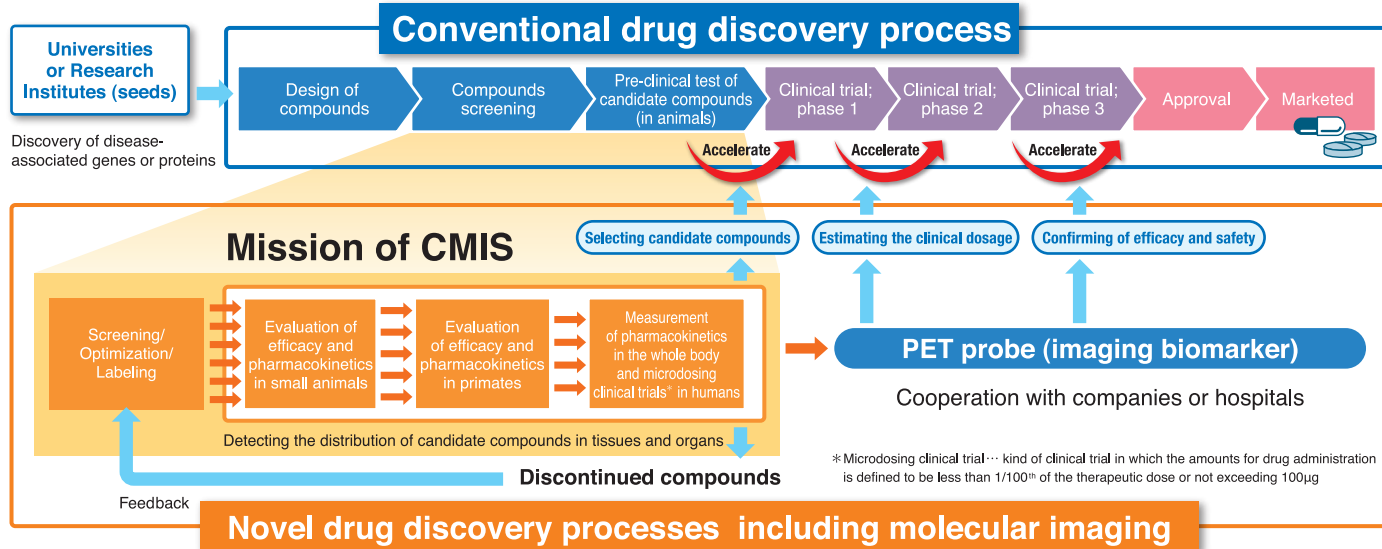 Conventional drug discovery process
Universities
or Research
Institutes (seeds)
Discovery of disease-
associated genes or proteins
Design of
compounds
Compounds
screening
Pre-clinical test of
candidate compounds
(in animals)
Clinical trial;
phase 1
Clinical trial;
phase 2
Clinical trial;
phase 3
Approval
Marketed
Accelerate
Accelerate
Accelerate
Selecting candidate compounds
Estimating the clinical dosage
Confirming of efficacy and safety
Mission of CMIS
Screening/
Optimization/
Labeling
Evaluation of
efficacy and
pharmacokinetics
in small animals
Evaluation
of efficacy and
pharmacokinetics
in primates
Measurement
of pharmacokinetics
in the whole body
and microdosing
clinical trials* in humans
PET probe (imaging biomarker)
Cooperation with companies or hospitals
Detecting the distribution of candidate compounds in tissues and organs
Discontinued compounds
Feedback
*Microdosing clinical trial··· kind of clinical trial in which the amounts for drug administration
is defined to be less than 1/100th of the therapeutic dose or not exceeding 100μg
Novel drug discovery processes including molecular imaging